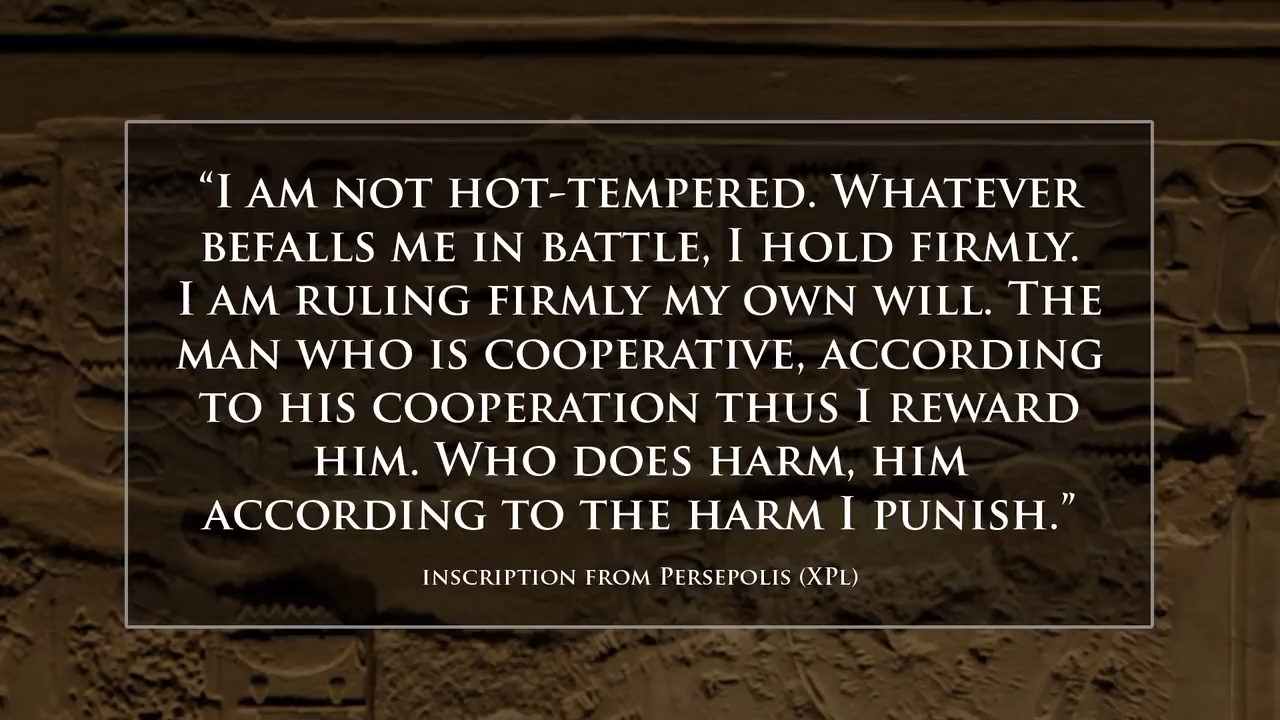 “I am not hot-tempered. Whatever
befalls me in battle, I hold firmly.
I am ruling firmly my own will. The
man who is cooperative, according
to his cooperation thus I reward
him. Who does harm, him
according to the harm I punish.”
inscription from Persepolis (XPl)